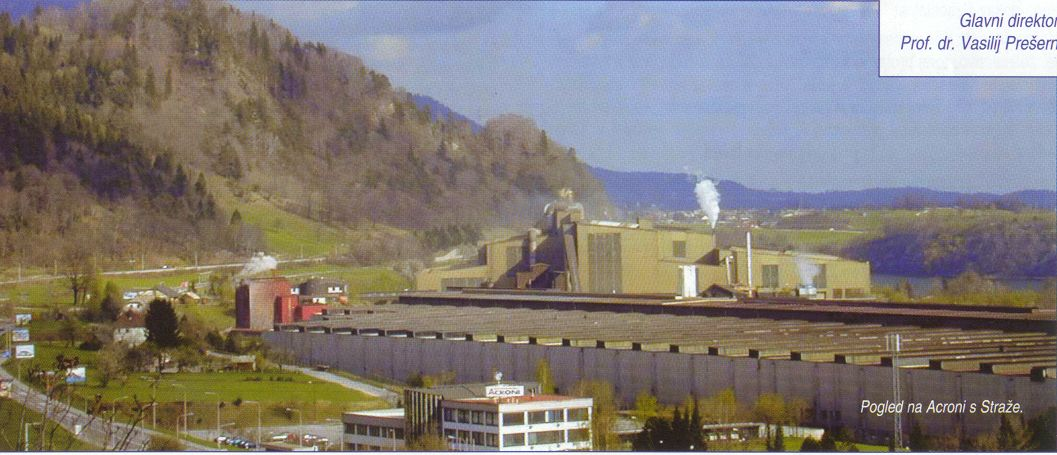 Glavni direktor
Prof. dr. Vasilij Prešern
ACRONI
Pogled na Acroni s Straže.